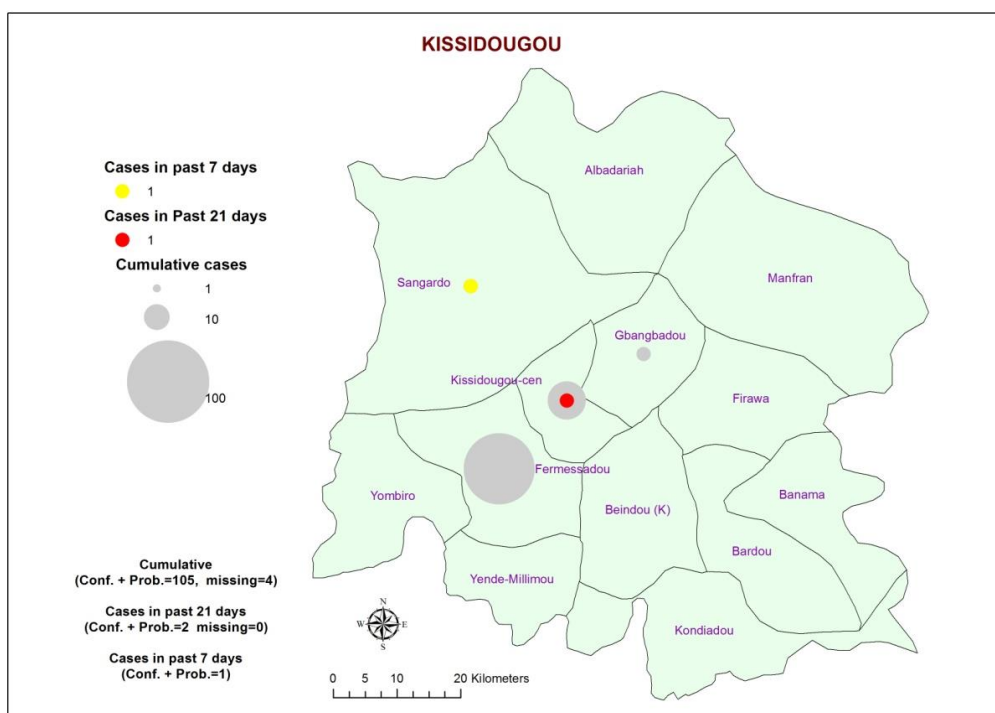 KISSIDOUGOU
Cases in past 7 days
1
Cases in Past 21 days
1
Cumulative cases
1
10
100
Albadariah
Manfran
Sangardo
Gbangbadou
Kissidougou-cen
Firawa
Fermessadou
Yombiro
Banama
Beindou (K)
Bardou
Yende-Millimou
Kondiadou
Cumulative
(Conf. + Prob.=105, missing=4)
Cases in past 21 days
(Conf. + Prob.=2 missing=0)
Cases in past 7 days
(Conf. + Prob.=1)
N
W E
S
0 5 10 20 Kilometers